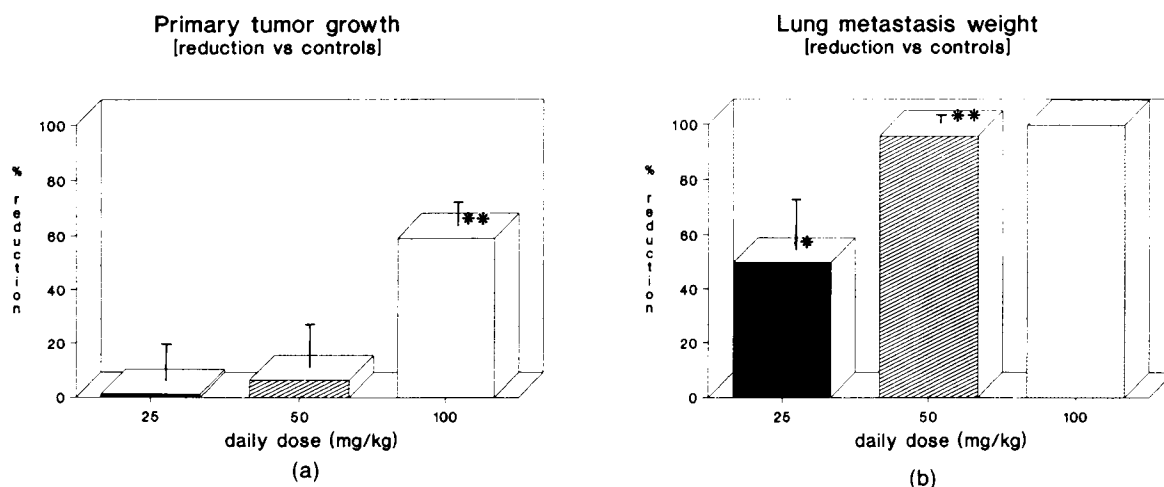 Primary tumor growth
[reduction vs controls]
100
80
60
40
20
0
% reduction
**
25
50
100
daily dose (mg/kg)
(a)
Lung metastasis weight
[reduction vs controls]
100
80
60
40
20
0
% reduction
*
**
25
50
100
daily dose (mg/kg)
(b)